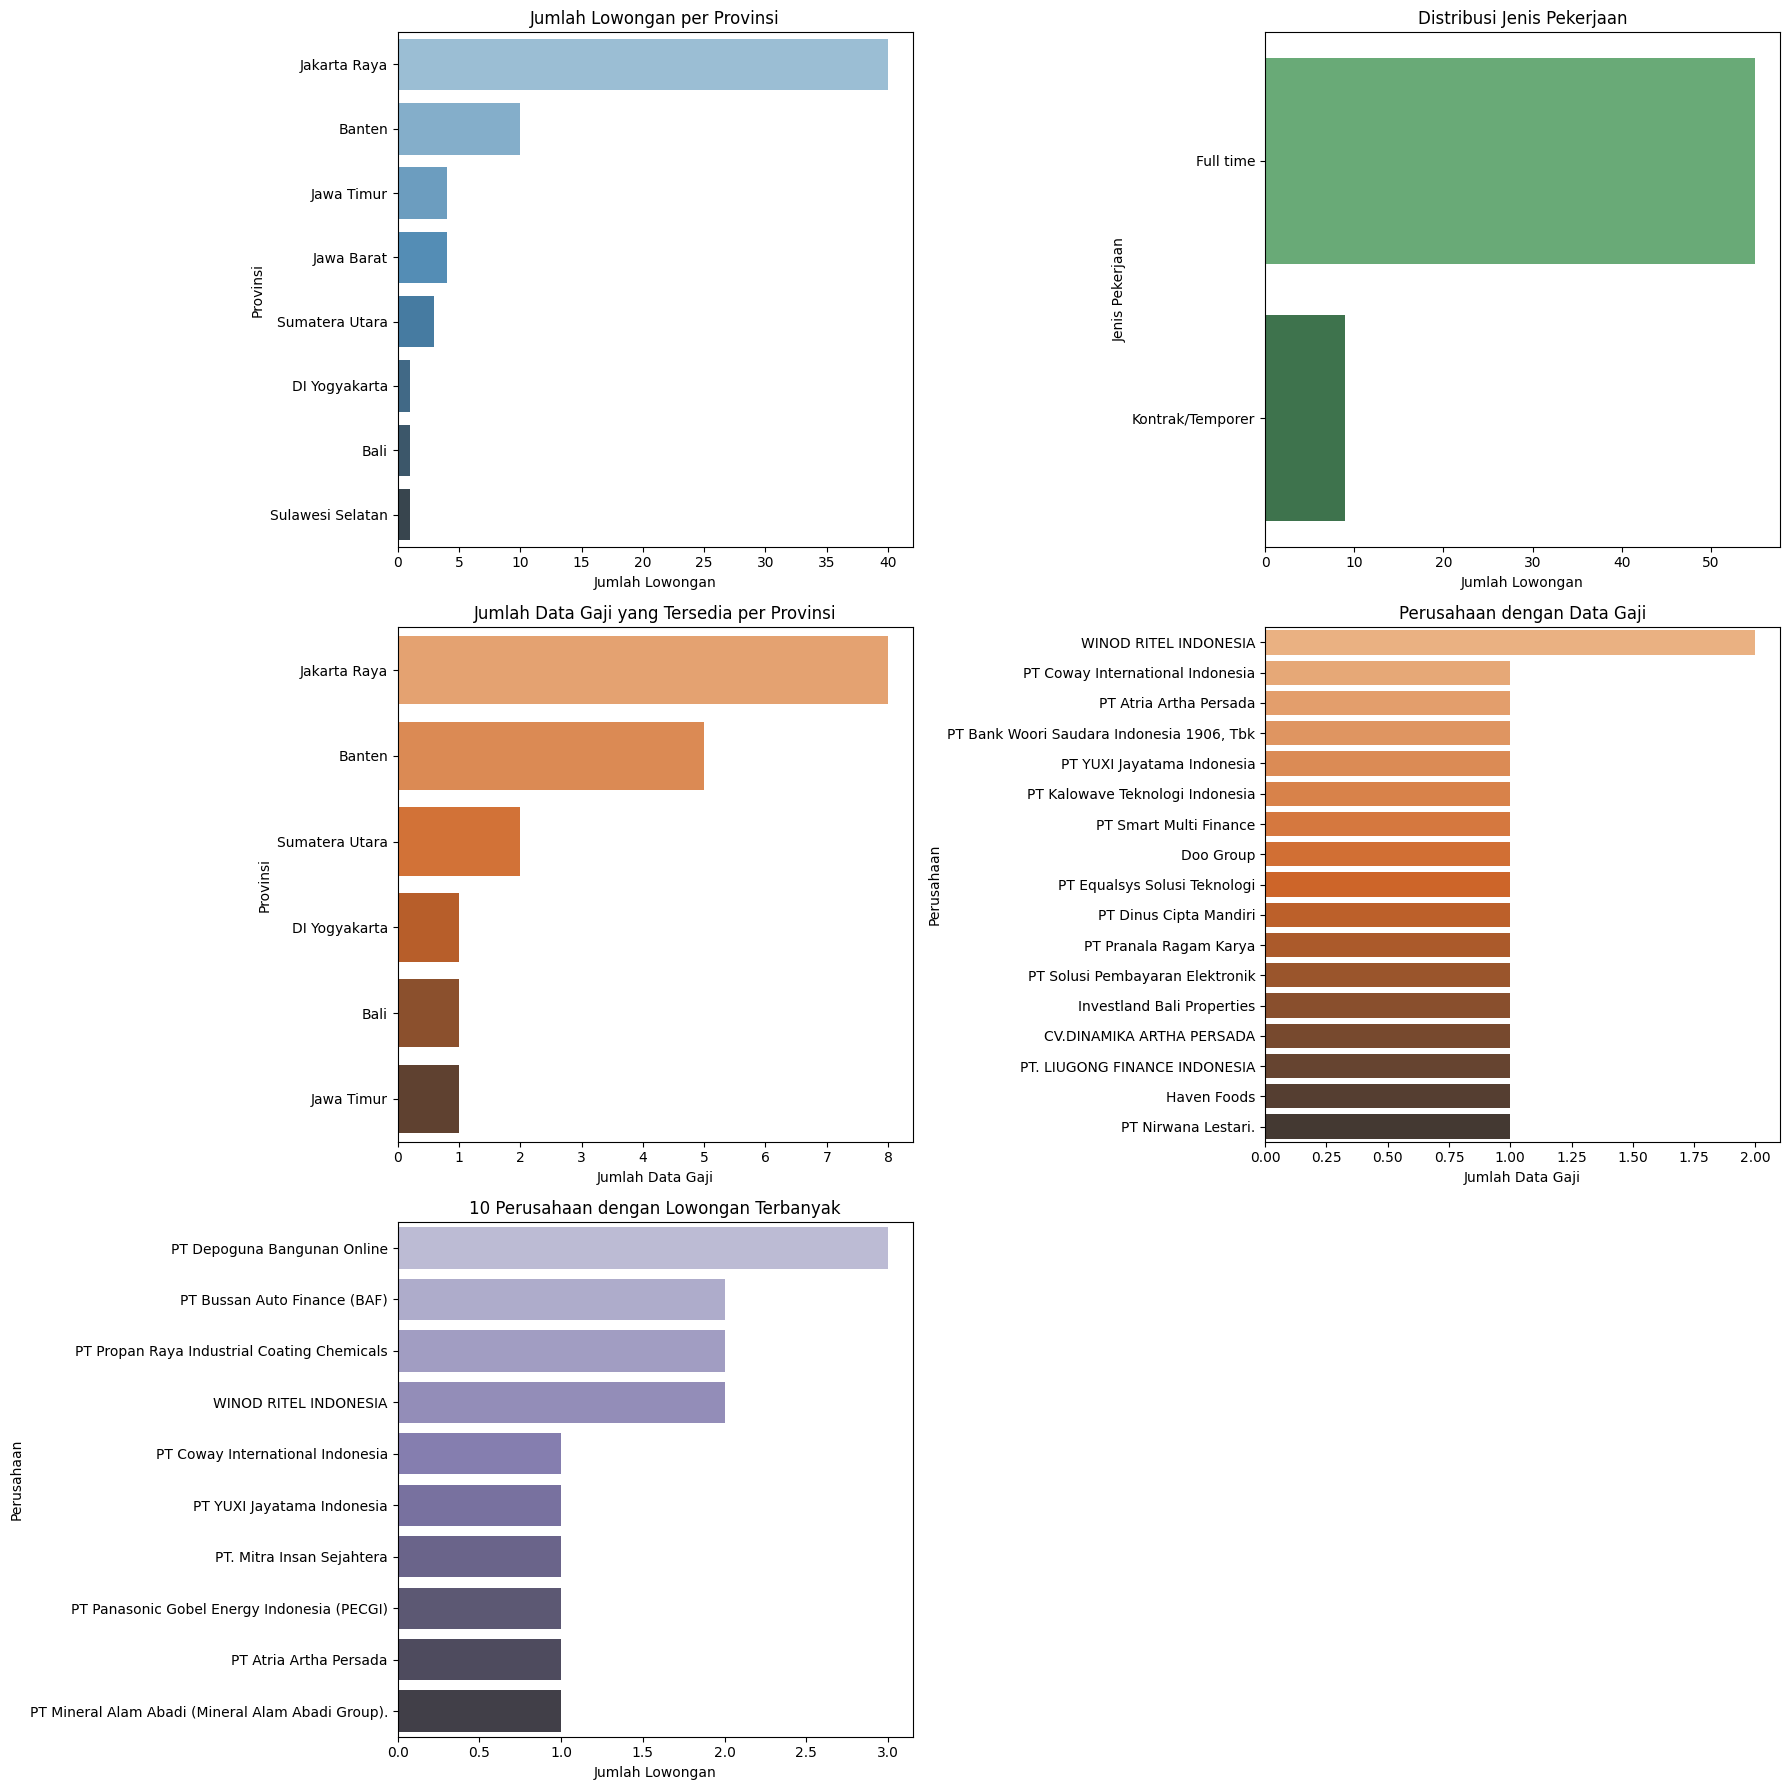 Jumlah Lowongan per Provinsi
Provinsi
Jakarta Raya
Banten
Jawa Timur
Jawa Barat
Sumatera Utara
DI Yogyakarta
Bali
Sulawesi Selatan
0 5 10 15 20 25 30 35 40
Jumlah Lowongan
Distribusi Jenis Pekerjaan
Jenis Pekerjaan
Full time
Kontrak/Temporer
0 10 20 30 40 50
Jumlah Lowongan
Jumlah Data Gaji yang Tersedia per Provinsi
Provinsi
Jakarta Raya
Banten
Sumatera Utara
DI Yogyakarta
Bali
Jawa Timur
0 1 2 3 4 5 6 7 8
Jumlah Data Gaji
Perusahaan dengan Data Gaji
Perusahaan
WINOD RITEL INDONESIA
PT Coway International Indonesia
PT Atria Artha Persada
PT Bank Woori Saudara Indonesia 1906, Tbk
PT YUXI Jayatama Indonesia
PT Kalowave Teknologi Indonesia
PT Smart Multi Finance
Doo Group
PT Equalsys Solusi Teknologi
PT Dinus Cipta Mandiri
PT Pranala Ragam Karya
PT Solusi Pembayaran Elektronik
Investland Bali Properties
CV.DINAMIKA ARTHA PERSADA
PT. LIUGONG FINANCE INDONESIA
Haven Foods
PT Nirwana Lestari.
0.00 0.25 0.50 0.75 1.00 1.25 1.50 1.75 2.00
Jumlah Data Gaji
10 Perusahaan dengan Lowongan Terbanyak
Perusahaan
PT Depoguna Bangunan Online
PT Bussan Auto Finance (BAF)
PT Propan Raya Industrial Coating Chemicals
WINOD RITEL INDONESIA
PT Coway International Indonesia
PT YUXI Jayatama Indonesia
PT. Mitra Insan Sejahtera
PT Panasonic Gobel Energy Indonesia (PECGI)
PT Atria Artha Persada
PT Mineral Alam Abadi (Mineral Alam Abadi Group).
0.0 0.5 1.0 1.5 2.0 2.5 3.0
Jumlah Lowongan